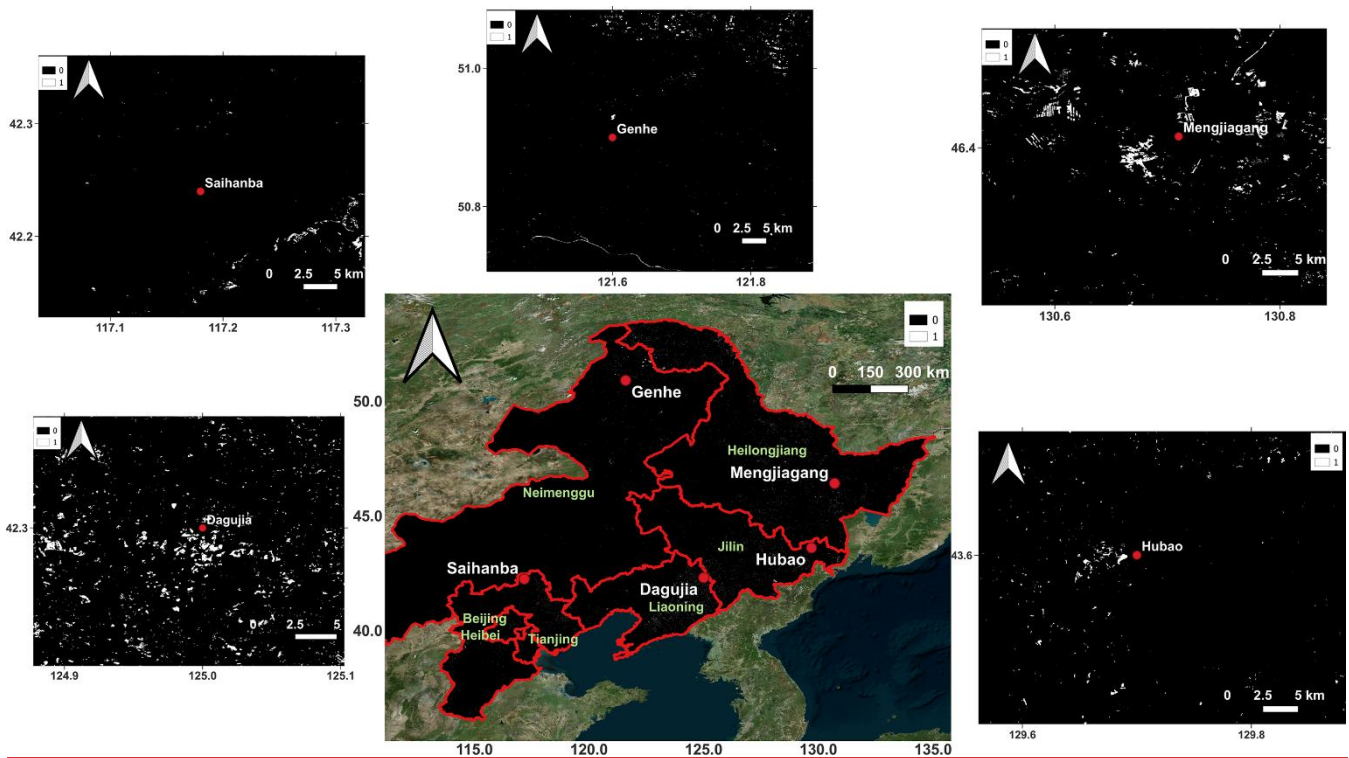 0
1
42.3
42.2
Saihanba
0 2.5 5 km
117.1 117.2 117.3
0
1
51.0
50.8
Genhe
0 2.5 5 km
121.6 121.8
0
1
46.4
Mengjiagang
0 2.5 5 km
130.6 130.8
0
1
42.3
Dagujia
0 2.5 5
124.9 125.0 125.1
0
1
0 150 300 km
50.0
45.0
40.0
Genhe
Heilongjiang
Mengjiagang
Neimenggu
Jilin
Hubao
Saihanba
Dagujia
Liaoning
Beijing
Heibei
Tianjing
115.0 120.0 125.0 130.0 135.0
0
1
43.6
Hubao
0 2.5 5 km
129.6 129.8